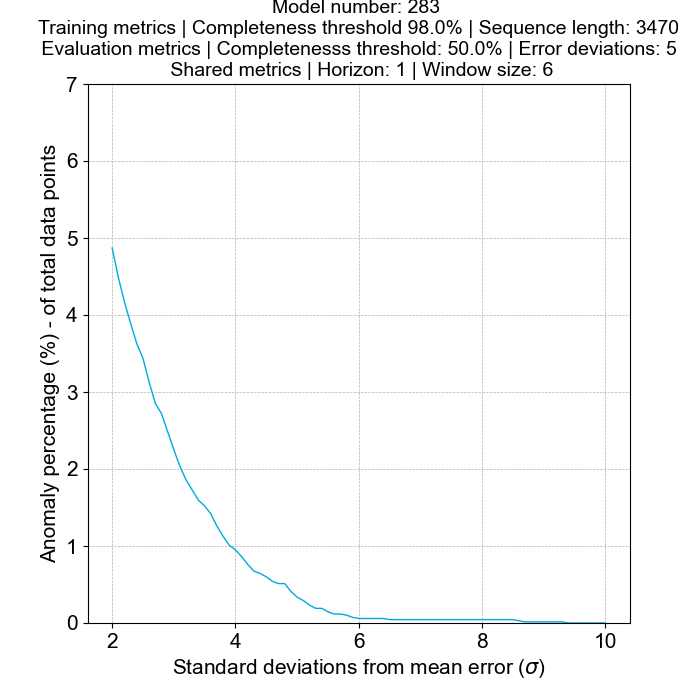 Model number: 283
Training metrics | Completeness threshold 98.0% | Sequence length: 3470
Evaluation metrics | Completenesss threshold: 50.0% | Error deviations: 5
Shared metrics | Horizon: 1 | Window size: 6
7
6
5
4
3
2
1
0
Anomaly percentage (%) - of total data points
2 4 6 8 10
Standard deviations from mean error (σ)